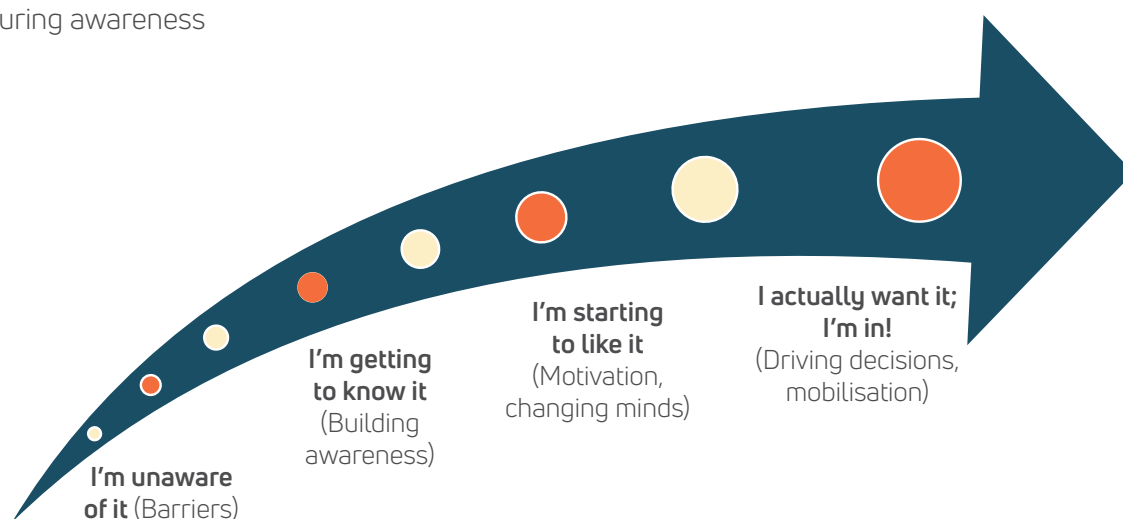 uring awareness
I'm unaware
of it (Barriers)
I'm getting
to know it
(Building
awareness)
I'm starting
to like it
(Motivation,
changing minds)
I actually want it;
I'm in!
(Driving decisions,
mobilisation)